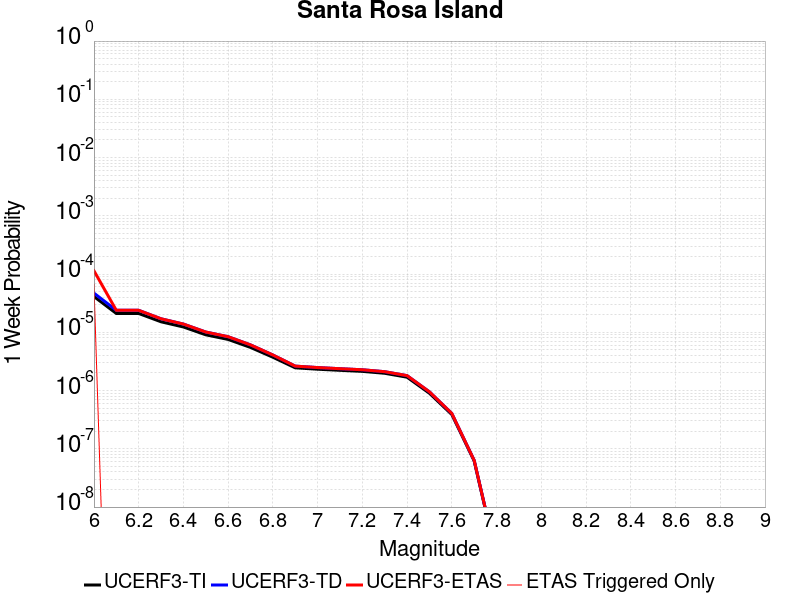 Santa Rosa Island
10^0
10^-1
10^-2
10^-3
10^-4
10^-5
10^-6
10^-7
10^-8
1 Week Probability
6 6.2 6.4 6.6 6.8 7 7.2 7.4 7.6 7.8 8 8.2 8.4 8.6 8.8 9
Magnitude
UCERF3-TI UCERF3-TD UCERF3-ETAS ETAS Triggered Only